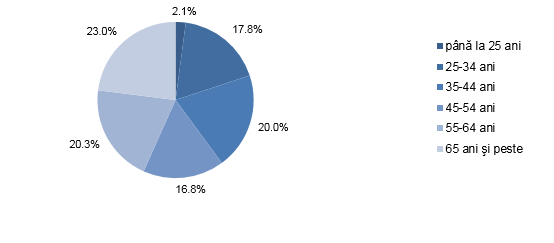 2.1%
17.8%
20.0%
16.8%
20.3%
23.0%
până la 25 ani
25-34 ani
35-44 ani
45-54 ani
55-64 ani
65 ani și peste